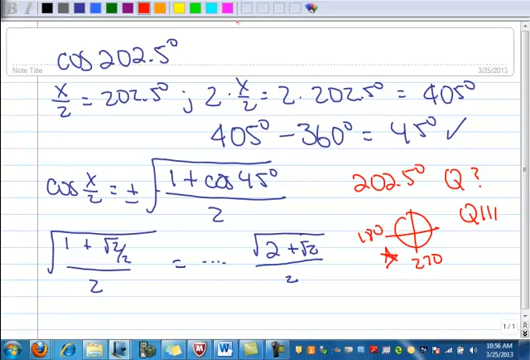 B I
cos 202.5°
Note Title
3/25/2013
x/2 = 202.5° ; 2 · x/2 = 2 · 202.5° = 405°
405° - 360° = 45° ✓
cos x/2 = ± √((1 + cos 45°)/2)
202.5° Q?
QIII
180
270
√((1 + √2/2)/2) = .... √(2 + √2)/2
1 / 1
10:56 AM
3/25/2013